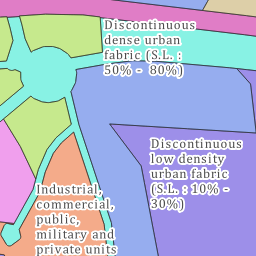 Discontinuous
dense urban
fabric (S.L. :
50% -  80%)
Discontinuous
low density
urban fabric
(S.L. : 10% -
30%)
Industrial,
commercial,
public,
military and
private units